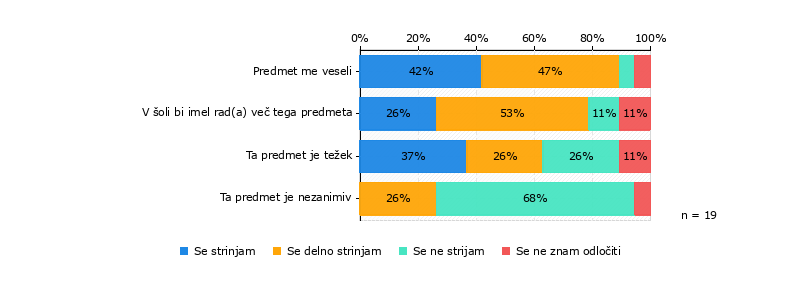 0% 20% 40% 60% 80% 100%
Predmet me veseli 42% 47%
V šoli bi imel rad(a) več tega predmeta 26% 53% 11% 11%
Ta predmet je težek 37% 26% 26% 11%
Ta predmet je nezanimiv 26% 68%
n = 19
Se strinjam Se delno strinjam Se ne strijam Se ne znam odločiti